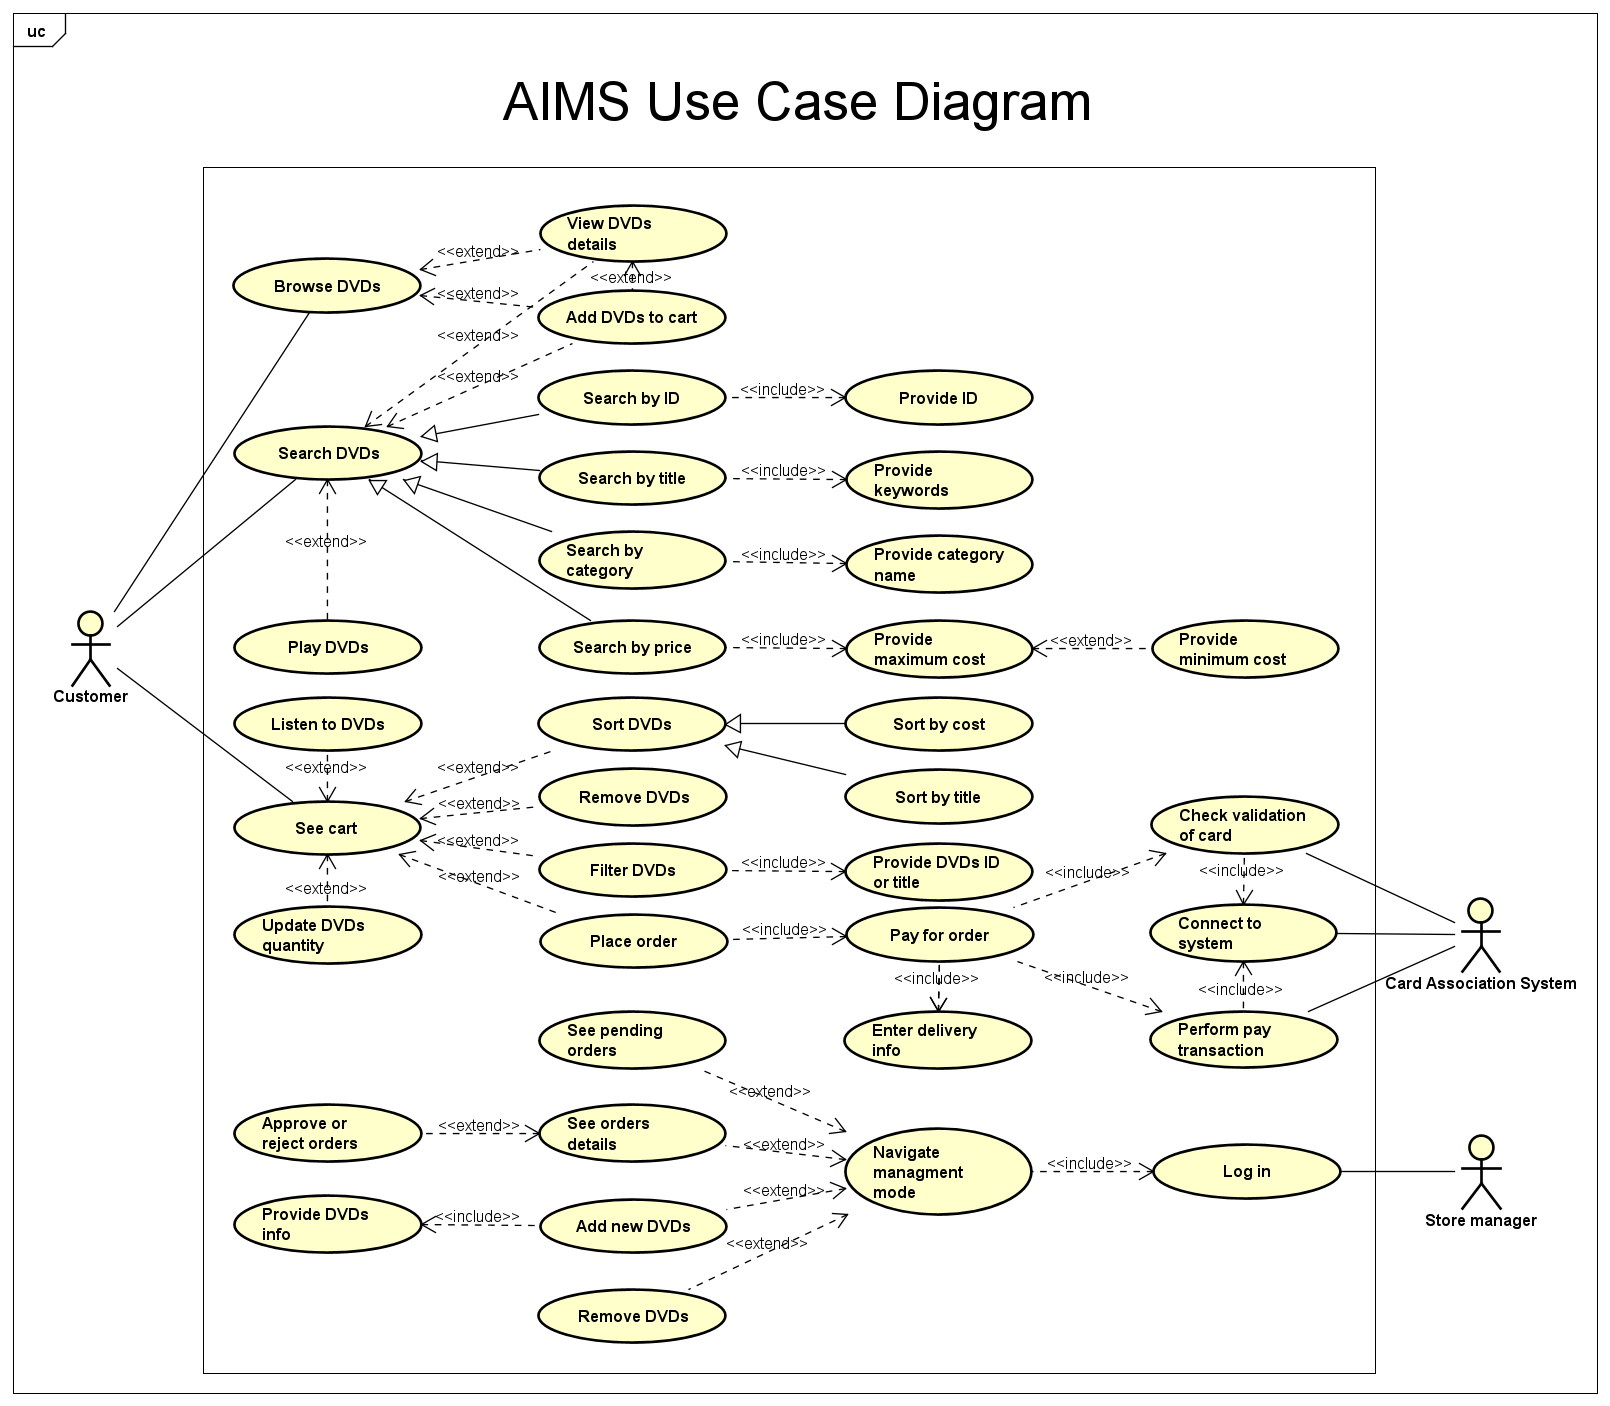 uc
AIMS Use Case Diagram
View DVDs
details
<<extend>>
Browse DVDs
<<extend>>
<<extend>>
Add DVDs to cart
<<extend>>
<<extend>>
Search by ID
<<include>>
Provide ID
Search DVDs
Search by title
<<include>>
Provide
keywords
<<extend>>
Search by
category
<<include>>
Provide category
name
Play DVDs
Search by price
<<include>>
Provide
maximum cost
<<extend>>
Provide
minimum cost
Customer
Listen to DVDs
Sort DVDs
Sort by cost
<<extend>>
<<extend>>
Remove DVDs
Sort by title
<<extend>>
See cart
<<extend>>
Filter DVDs
<<include>>
Provide DVDs ID
or title
<<include>>
Check validation
of card
<<include>>
<<extend>>
<<extend>>
Update DVDs
quantity
Place order
<<include>>
Pay for order
Connect to
system
Card Association System
<<include>>
<<include>>
<<include>>
See pending
orders
Enter delivery
info
Perform pay
transaction
<<extend>>
Approve or
reject orders
<<extend>>
See orders
details
<<extend>>
Navigate
managment
mode
<<include>>
Log in
Store manager
<<extend>>
Provide DVDs
info
<<include>>
Add new DVDs
<<extend>>
Remove DVDs